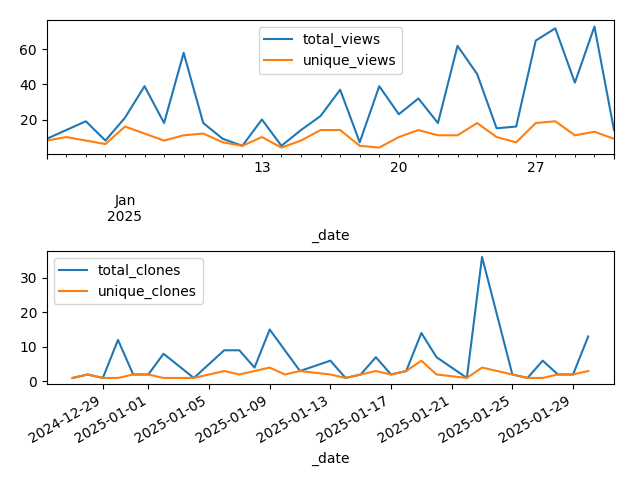 total_views
unique_views
60
40
20
13
20
27
Jan
2025
_date
total_clones
unique_clones
30
20
10
0
2024-12-29
2025-01-01
2025-01-05
2025-01-09
2025-01-13
2025-01-17
2025-01-21
2025-01-25
2025-01-29
_date